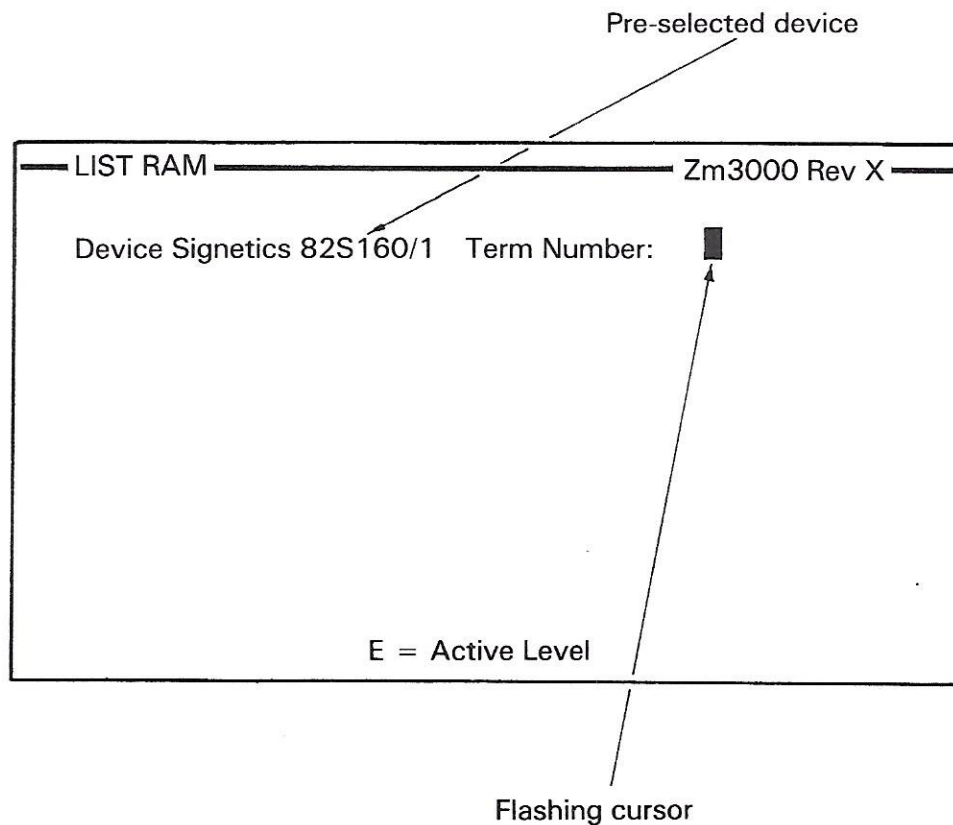 Pre-selected device
LIST RAM Zm3000 Rev X
Device Signetics 82S160/1 Term Number:
E = Active Level
Flashing cursor